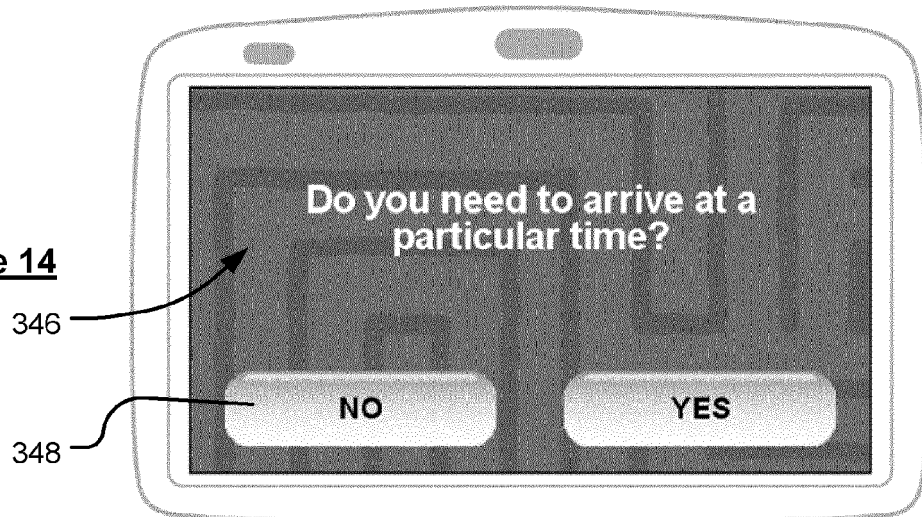 Do you need to arrive at a
particular time?
e 14
346
NO
YES
348